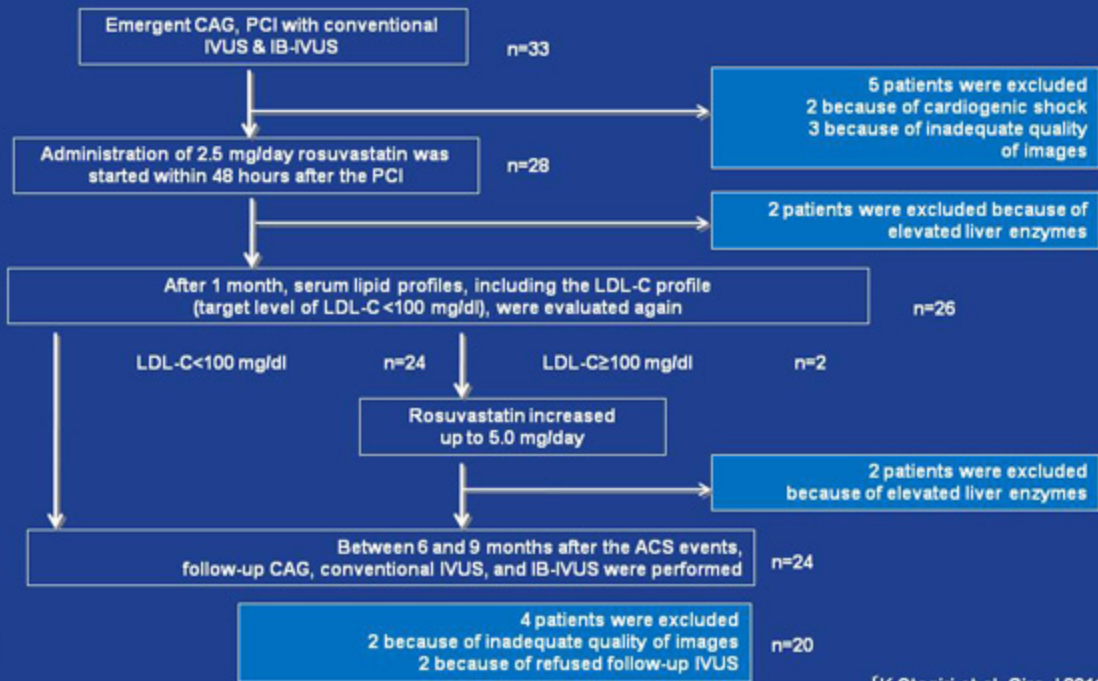 Emergent CAG, PCI with conventional
IVUS & IB-IVUS
n=33
5 patients were excluded
2 because of cardiogenic shock
3 because of inadequate quality
of images
Administration of 2.5 mg/day rosuvastatin was
started within 48 hours after the PCI
n=28
2 patients were excluded because of
elevated liver enzymes
After 1 month, serum lipid profiles, including the LDL-C profile
(target level of LDL-C <100 mg/dl), were evaluated again
n=26
LDL-C<100 mg/dl
n=24
LDL-C≥100 mg/dl
n=2
Rosuvastatin increased
up to 5.0 mg/day
2 patients were excluded
because of elevated liver enzymes
Between 6 and 9 months after the ACS events,
follow-up CAG, conventional IVUS, and IB-IVUS were performed
n=24
4 patients were excluded
2 because of inadequate quality of images
2 because of refused follow-up IVUS
n=20